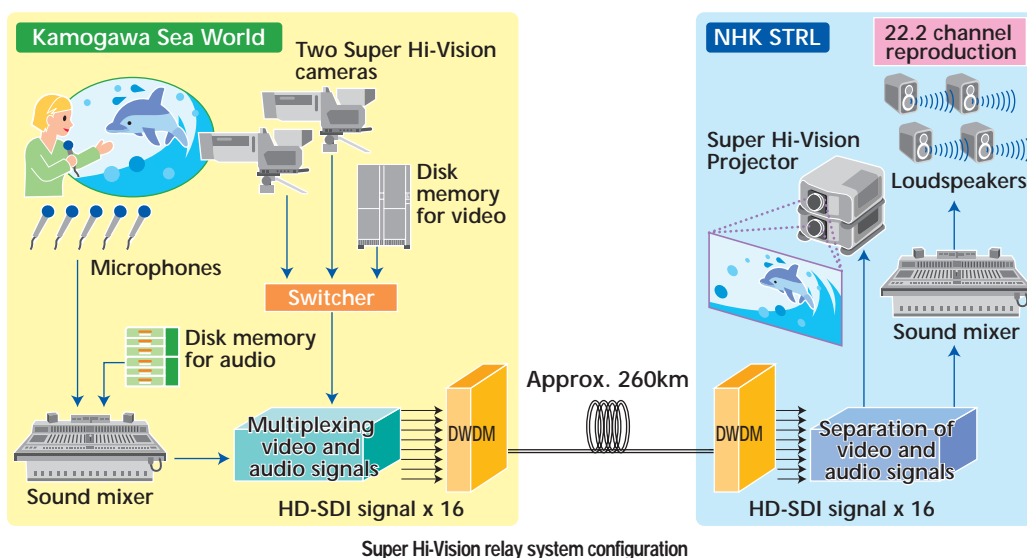 Kamogawa Sea World
Two Super Hi-Vision
cameras
Disk
memory
for video
Microphones
Switcher
Disk memory
for audio
Sound mixer
Multiplexing
video and
audio signals
DWDM
HD-SDI signal x 16
Approx. 260km
NHK STRL
22.2 channel
reproduction
Super Hi-Vision
Projector
Loudspeakers
Sound mixer
DWDM
Separation of
video and
audio signals
HD-SDI signal x 16
Super Hi-Vision relay system configuration